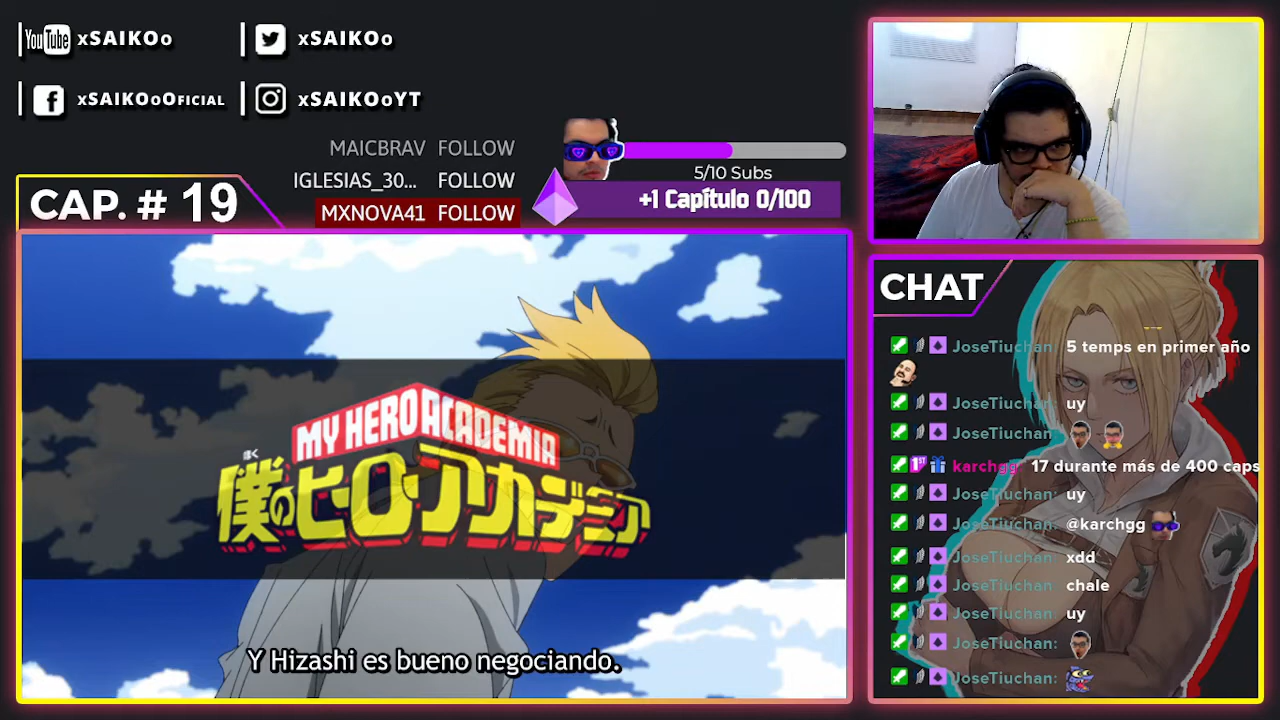 YouTube xSAIKOo
xSAIKOo
xSAIKOoOFICIAL
xSAIKOoYT
MAICBRAV FOLLOW
IGLESIAS_30... FOLLOW
MXNOVA41 FOLLOW
5/10 Subs
+1 Capítulo 0/100
CAP. # 19
MY HERO ACADEMIA
ぼく
僕のヒーローアカデミア
Y Hizashi es bueno negociando.
CHAT
JoseTiuchan: 5 temps en primer año
JoseTiuchan: uy
JoseTiuchan:
karchgg: 17 durante más de 400 caps
JoseTiuchan: uy
JoseTiuchan: @karchgg
JoseTiuchan: xdd
JoseTiuchan: chale
JoseTiuchan: uy
JoseTiuchan:
JoseTiuchan: